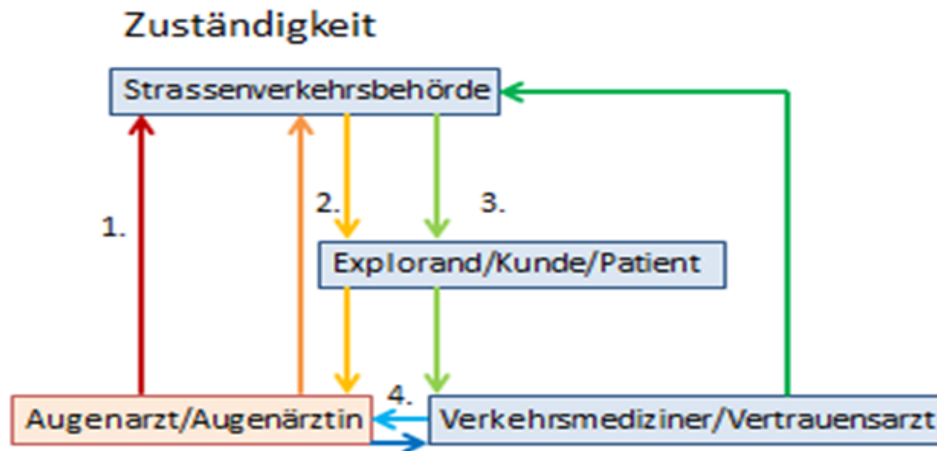 Zuständigkeit
Strassenverkehrsbehörde
1.
2.
3.
Explorand/Kunde/Patient
4.
Augenarzt/Augenärztin
Verkehrsmediziner/Vertrauensarzt